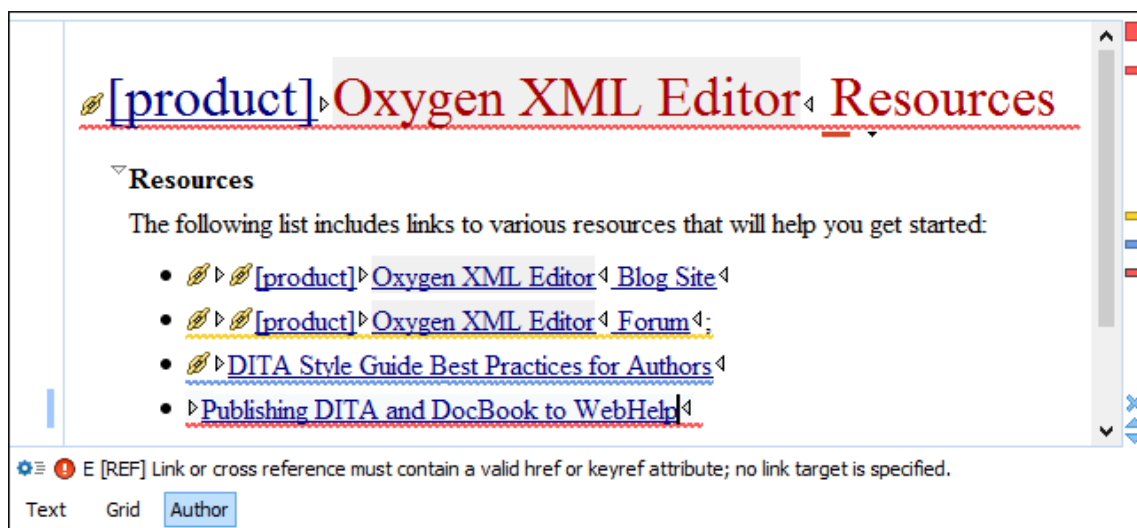 [product] Oxygen XML Editor Resources
Resources
The following list includes links to various resources that will help you get started:
• [product] Oxygen XML Editor Blog Site
• [product] Oxygen XML Editor Forum ;
• DITA Style Guide Best Practices for Authors
• Publishing DITA and DocBook to WebHelp
E [REF] Link or cross reference must contain a valid href or keyref attribute; no link target is specified.
Text Grid Author